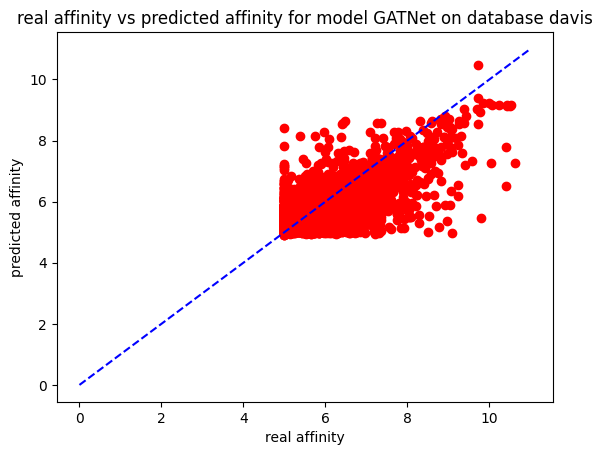 real affinity vs predicted affinity for model GATNet on database davis
predicted affinity
10
8
6
4
2
0
0 2 4 6 8 10
real affinity